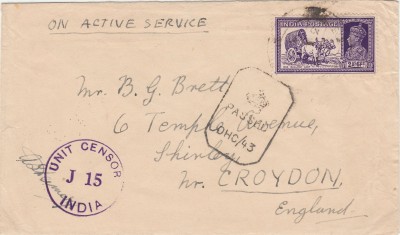 ON ACTIVE SERVICE
INDIA POSTAGE
Mr. B. G. Brett,
6 Temple Avenue,
Shirley,
Nr. CROYDON.
England.
PASSED
DHC/43
UNIT CENSOR
J 15
INDIA